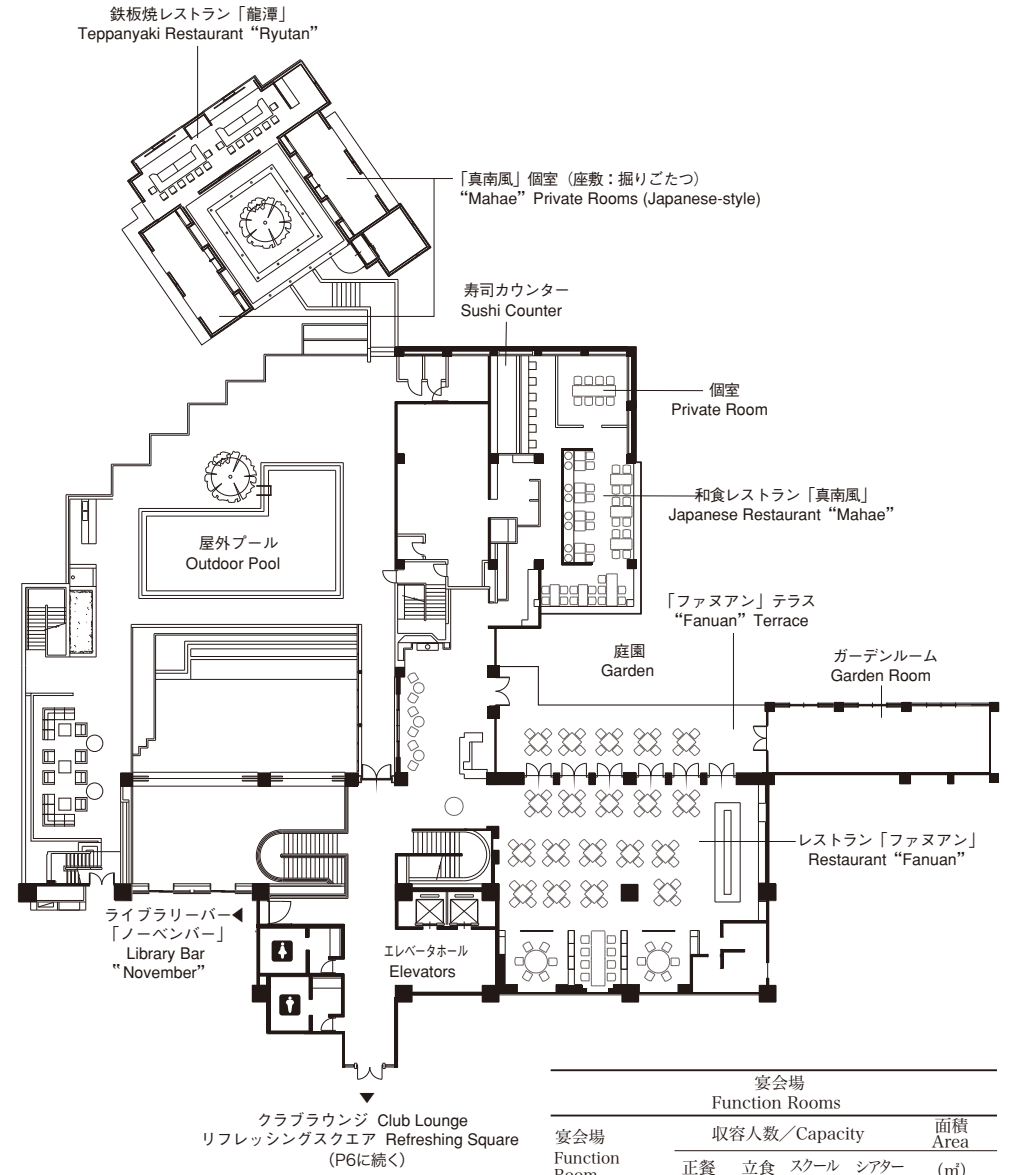 鉄板焼レストラン「龍潭」
Teppanyaki Restaurant “Ryutan”
「真南風」個室（座敷：掘りごたつ）
“Mahae” Private Rooms (Japanese-style)
寿司カウンター
Sushi Counter
個室
Private Room
和食レストラン「真南風」
Japanese Restaurant “Mahae”
屋外プール
Outdoor Pool
「ファヌアン」テラス
“Fanuan” Terrace
庭園
Garden
ガーデンルーム
Garden Room
レストラン「ファヌアン」
Restaurant “Fanuan”
ライブラリーバー◀
「ノーベンバー」
Library Bar
“November”
エレベータホール
Elevators
▼
クラブラウンジ Club Lounge
リフレッシングスクエア Refreshing Square
（P6に続く）
宴会場
Function Rooms
宴会場
Function
Room
収容人数／Capacity
面積
Area
正餐 立食 スクール シアター (㎡)